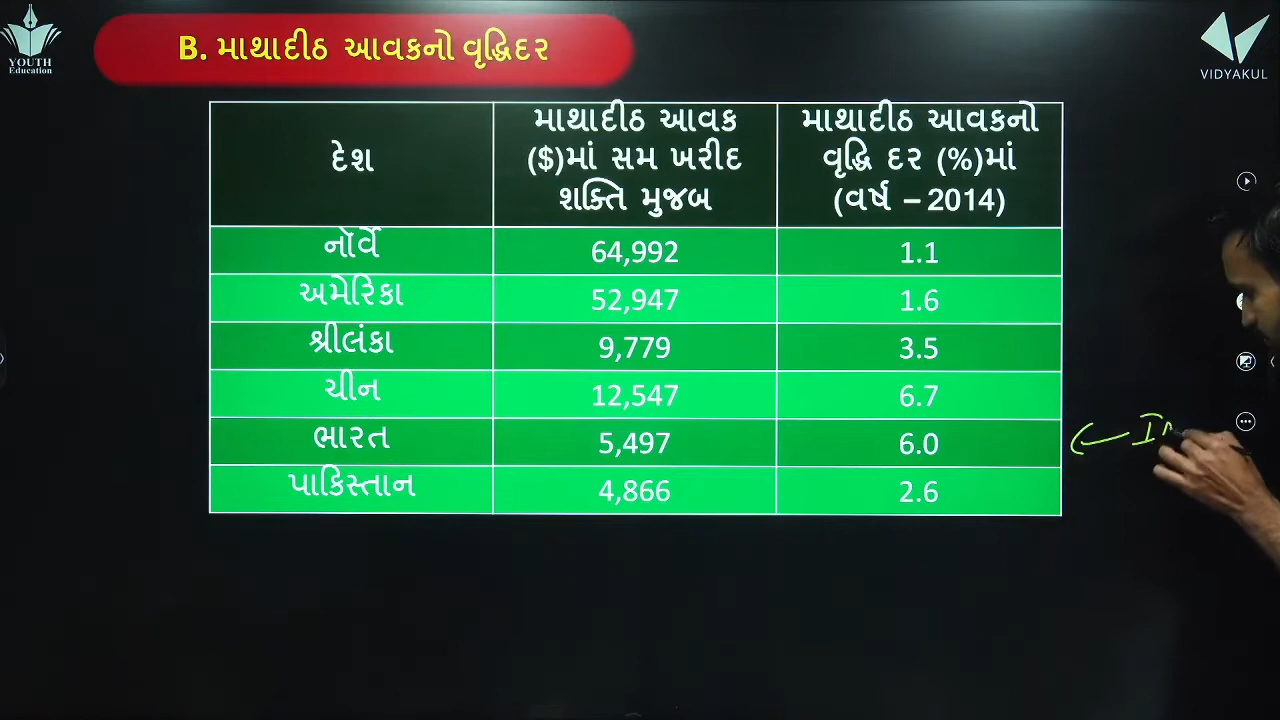 YOUTH
Education
B. માથાદીઠ આવકનો વૃદ્ધિદર
VIDYAKUL
દેશ
માથાદીઠ આવક
($)માં સમ ખરીદ
શક્તિ મુજબ
માથાદીઠ આવકનો
વૃદ્ધિ દર (%)માં
(વર્ષ – 2014)
નૉર્વે 64,992 1.1
અમેરિકા 52,947 1.6
શ્રીલંકા 9,779 3.5
ચીન 12,547 6.7
ભારત 5,497 6.0
પાકિસ્તાન 4,866 2.6